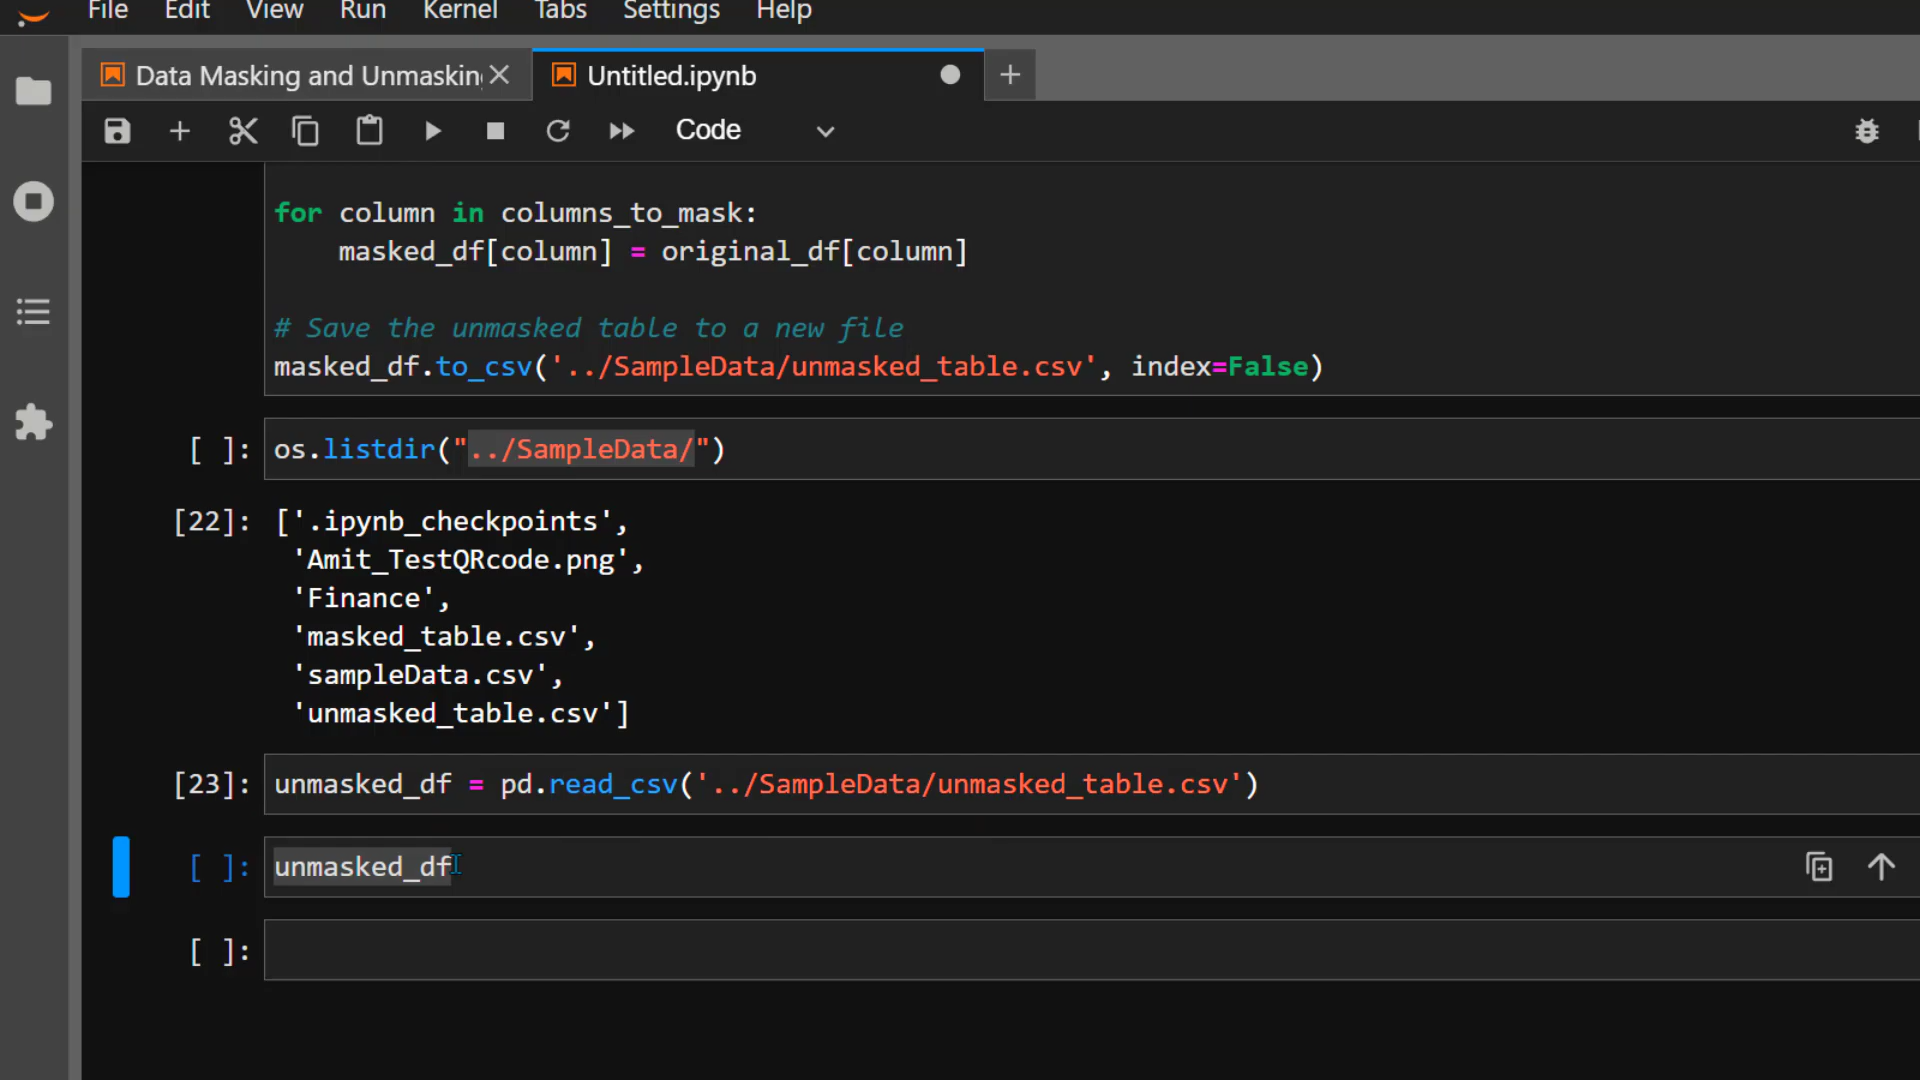 File Edit View Run Kernel Tabs Settings Help
Data Masking and Unmasking Untitled.ipynb
Code
for column in columns_to_mask:
masked_df[column] = original_df[column]
# Save the unmasked table to a new file
masked_df.to_csv('../SampleData/unmasked_table.csv', index=False)
[ ]: os.listdir("../SampleData/")
[22]: ['.ipynb_checkpoints',
'Amit_TestQRcode.png',
'Finance',
'masked_table.csv',
'sampleData.csv',
'unmasked_table.csv']
[23]: unmasked_df = pd.read_csv('../SampleData/unmasked_table.csv')
[ ]: unmasked_df
[ ]: